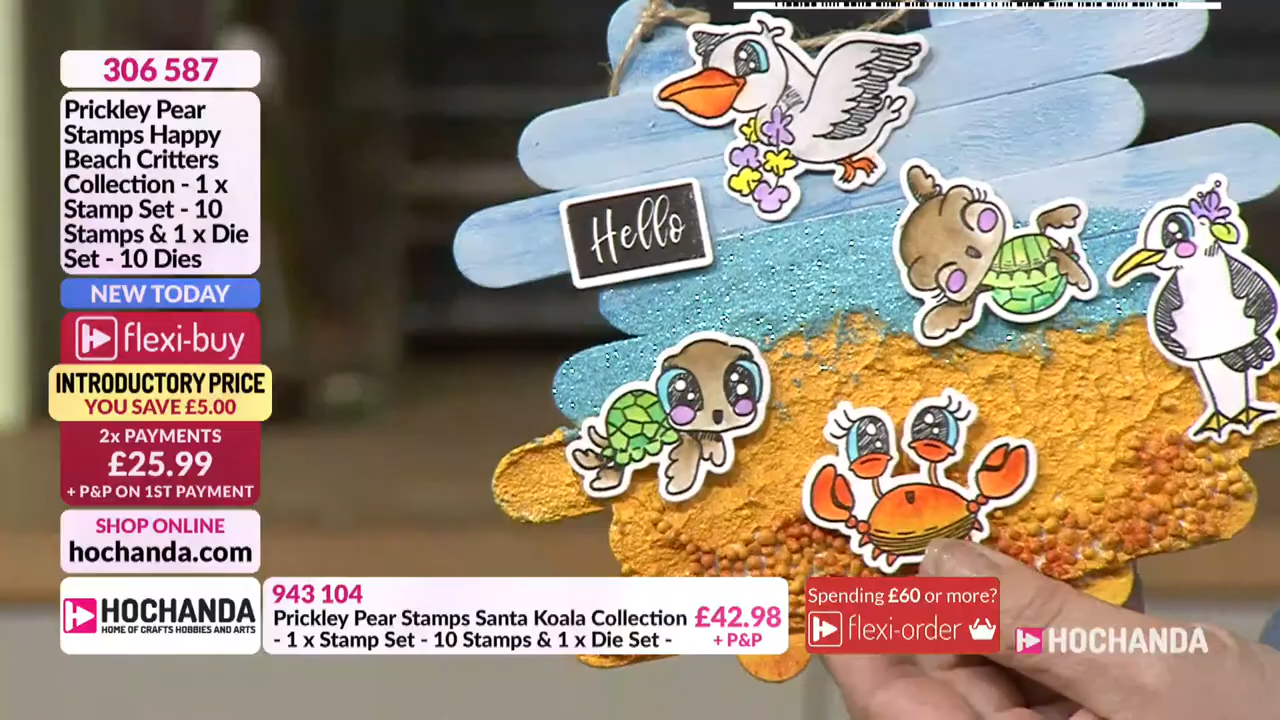 306 587
Prickley Pear
Stamps Happy
Beach Critters
Collection - 1 x
Stamp Set - 10
Stamps & 1 x Die
Set - 10 Dies
NEW TODAY
flexi-buy
INTRODUCTORY PRICE
YOU SAVE £5.00
2x PAYMENTS
£25.99
+ P&P ON 1ST PAYMENT
SHOP ONLINE
hochanda.com
HOCHANDA
HOME OF CRAFTS HOBBIES AND ARTS
943 104
Prickley Pear Stamps Santa Koala Collection
- 1 x Stamp Set - 10 Stamps & 1 x Die Set -
£42.98
+ P&P
Spending £60 or more?
flexi-order
HOCHANDA
Hello